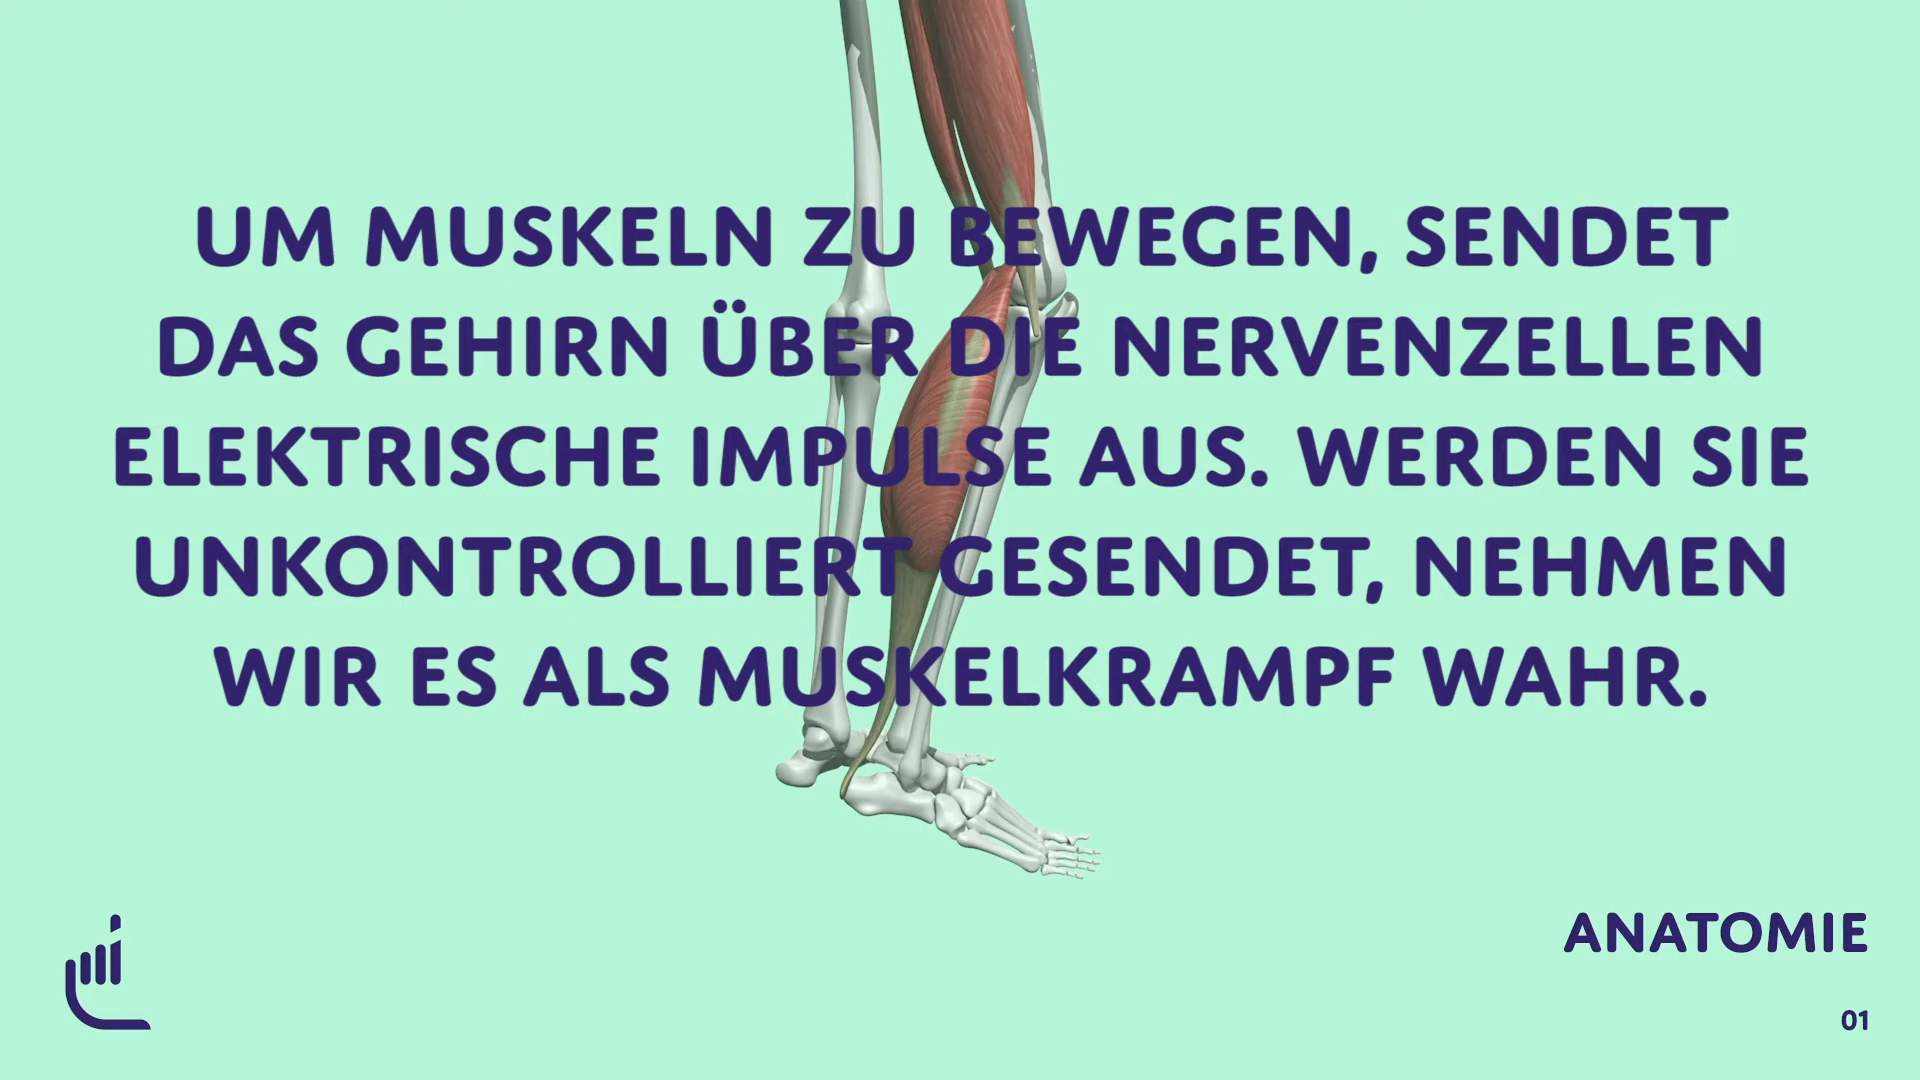 UM MUSKELN ZU BEWEGEN, SENDET
DAS GEHIRN ÜBER DIE NERVENZELLEN
ELEKTRISCHE IMPULSE AUS. WERDEN SIE
UNKONTROLLIERT GESENDET, NEHMEN
WIR ES ALS MUSKELKRAMPF WAHR.
ANATOMIE
01